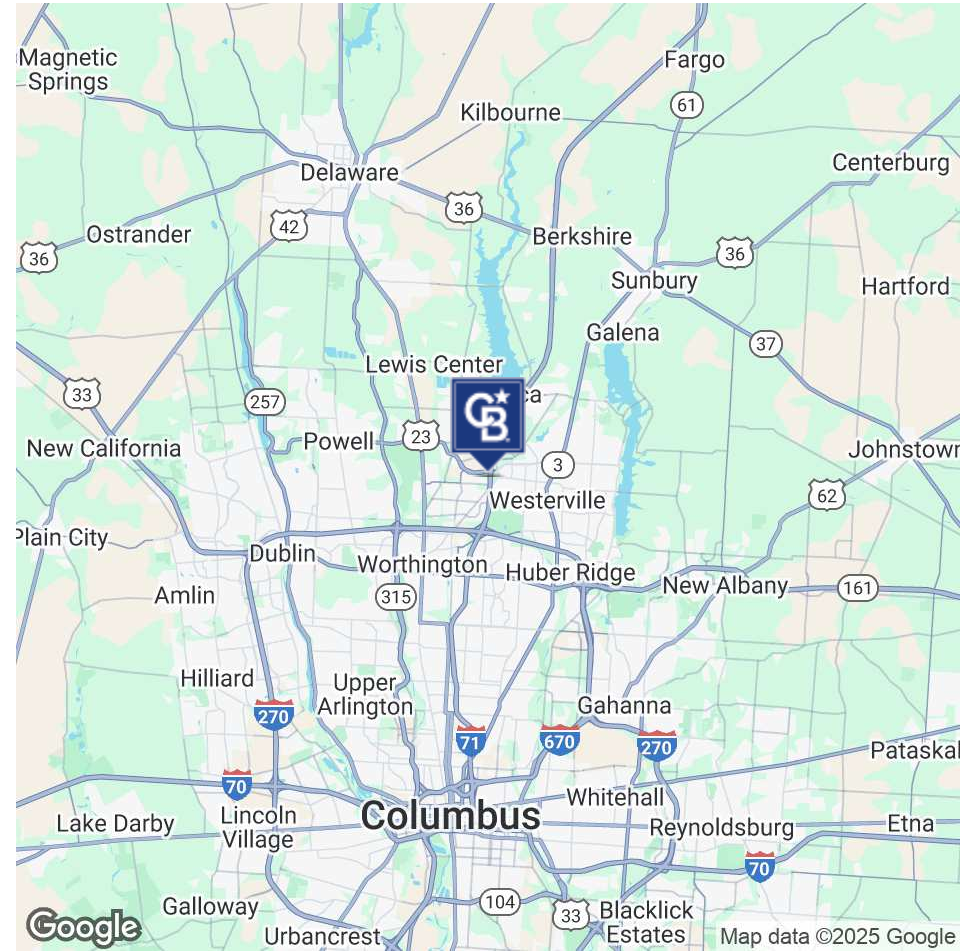 Magnetic
Springs
Fargo
61
Kilbourne
Centerburg
Delaware
36
42
Ostrander
Berkshire
36
36
Sunbury
Hartford
Galena
37
Lewis Center
33
CB
257
23
Powell
New California
3
Johnstown
62
Westerville
Plain City
Dublin
Worthington
Huber Ridge
New Albany
161
315
Amlin
Hilliard
Upper
Arlington
Gahanna
270
71
670
270
Pataskal
70
Whitehall
Lincoln
Village
Columbus
Lake Darby
Reynoldsburg
Etna
70
Galloway
104
33
Blacklick
Estates
Urbancrest
Google
Map data ©2025 Google